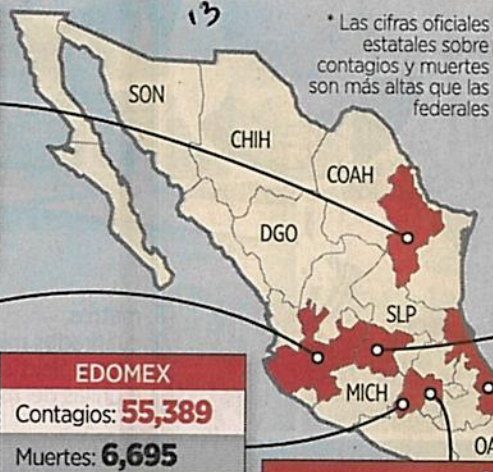 13
* Las cifras oficiales
estatales sobre
contagios y muertes
son más altas que las
federales
SON
CHIH
COAH
DGO
SLP
MICH
OA
EDOMEX
Contagios: 55,389
Muertes: 6,695